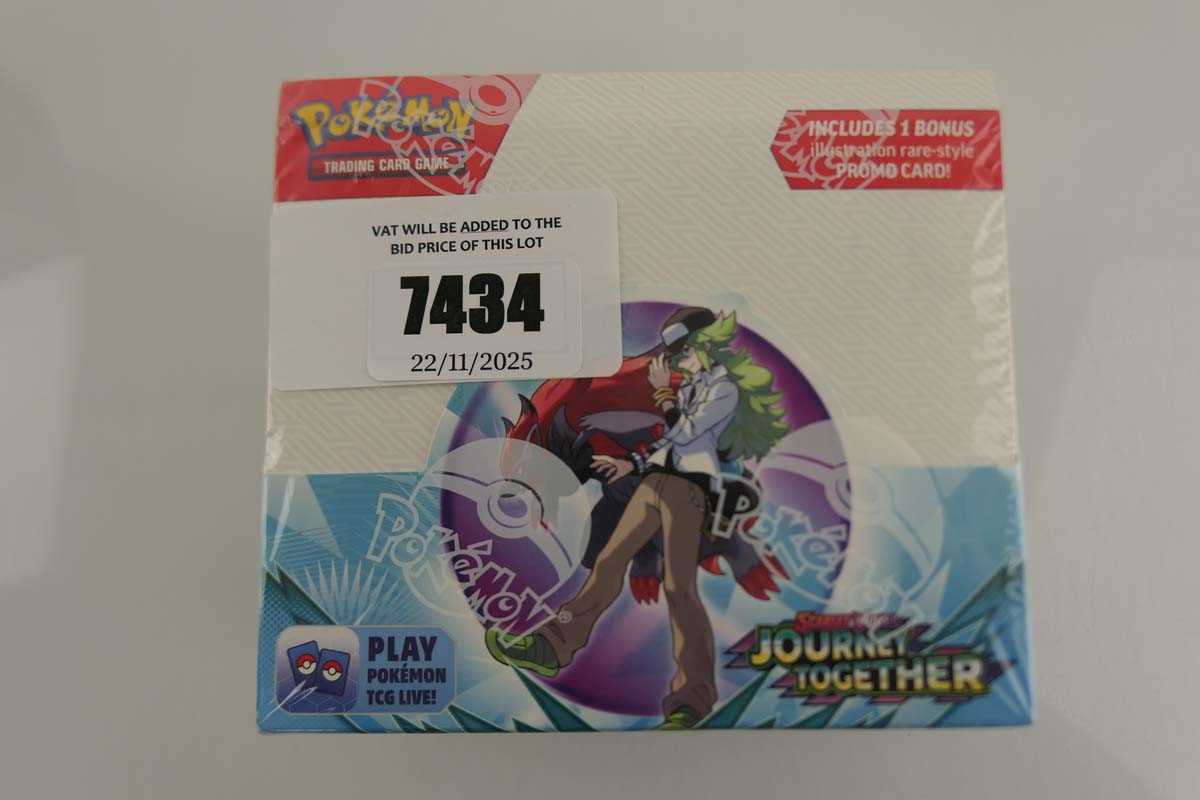 POKéMON
TRADING CARD GAME
INCLUDES 1 BONUS
illustration rare-style
PROMO CARD!
VAT WILL BE ADDED TO THE
BID PRICE OF THIS LOT
7434
22/11/2025
POKéMON®
POKéMON
PLAY
POKÉMON
TCG LIVE!
JOURNEY
TOGETHER